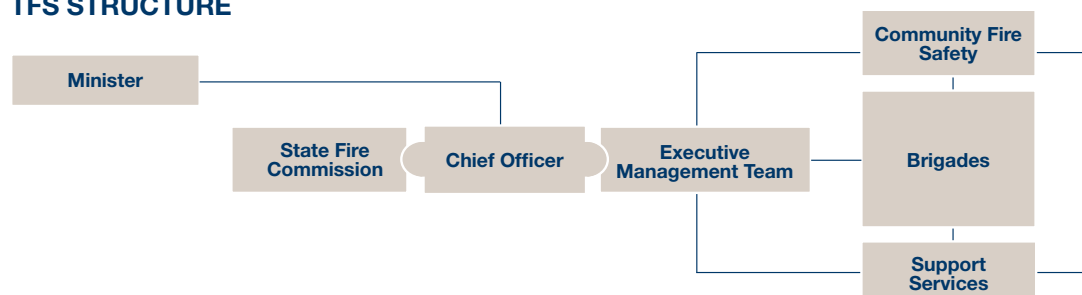 TFS STRUCTURE
Minister
State Fire
Commission
Chief Officer
Executive
Management Team
Community Fire
Safety
Brigades
Support
Services